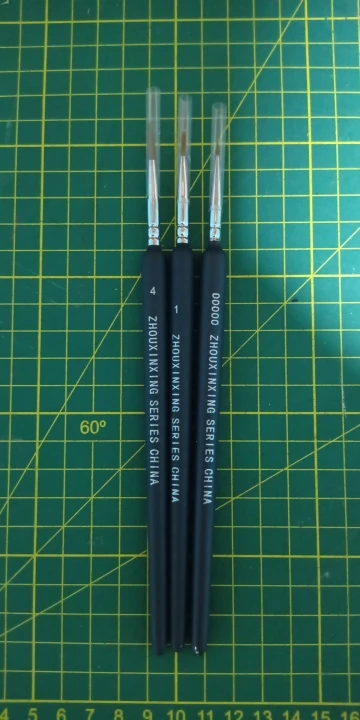 4 ZHOUXINXING SERIES CHINA
1 ZHOUXINXING SERIES CHINA
00000 ZHOUXINXING SERIES CHINA
60º
4 5 6 7 8 9 10 11 12 13 14 15 16